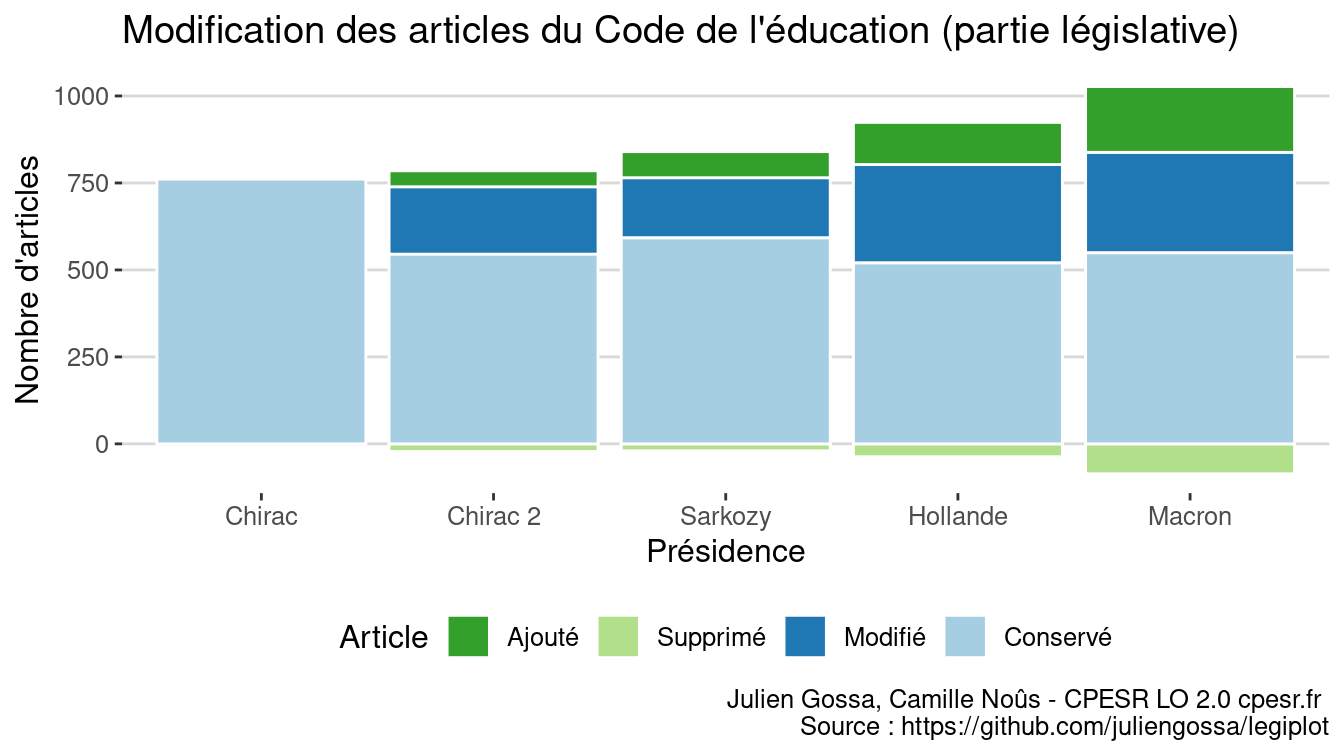 Modification des articles du Code de l'éducation (partie législative)
Nombre d'articles
1000
750
500
250
0
Chirac
Chirac 2
Sarkozy
Hollande
Macron
Présidence
Article
Ajouté
Supprimé
Modifié
Conservé
Julien Gossa, Camille Noûs - CPESR LO 2.0 cpesr.fr
Source : https://github.com/juliengossa/legiplot